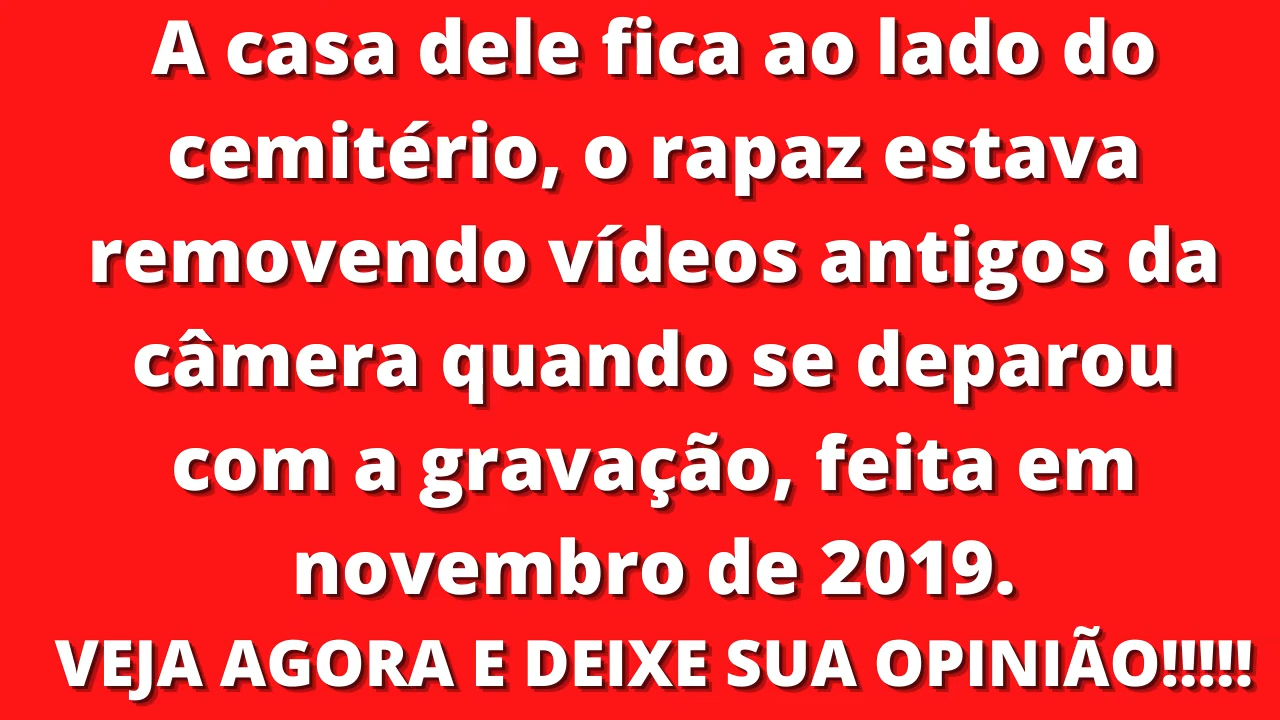 A casa dele fica ao lado do
cemitério, o rapaz estava
removendo vídeos antigos da
câmera quando se deparou
com a gravação, feita em
novembro de 2019.
VEJA AGORA E DEIXE SUA OPINIÃO!!!!!